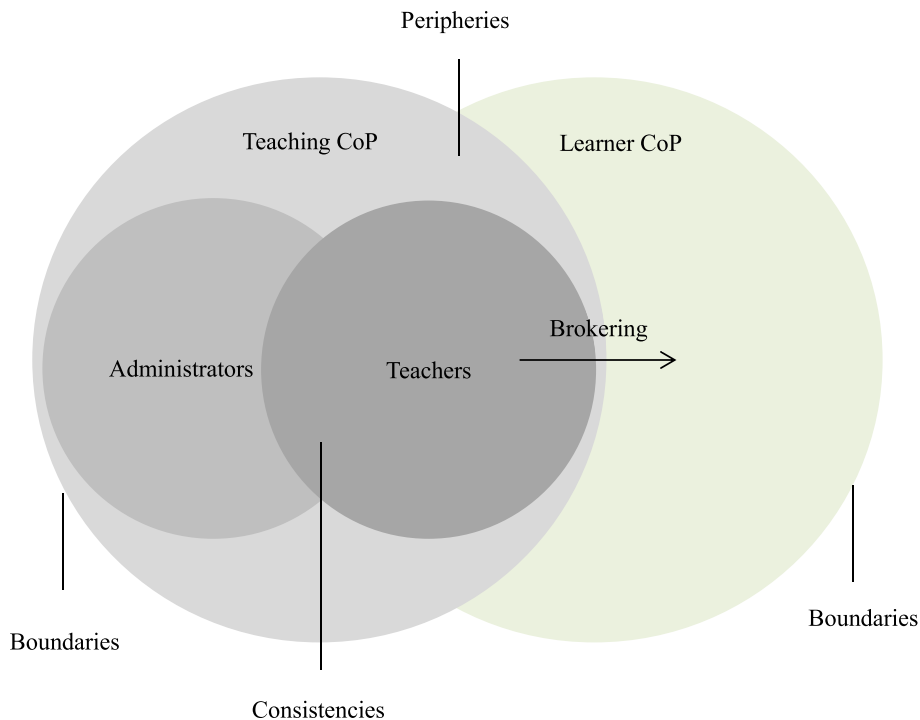 Peripheries
Teaching CoP
Learner CoP
Brokering
Administrators
Teachers
Boundaries
Boundaries
Consistencies